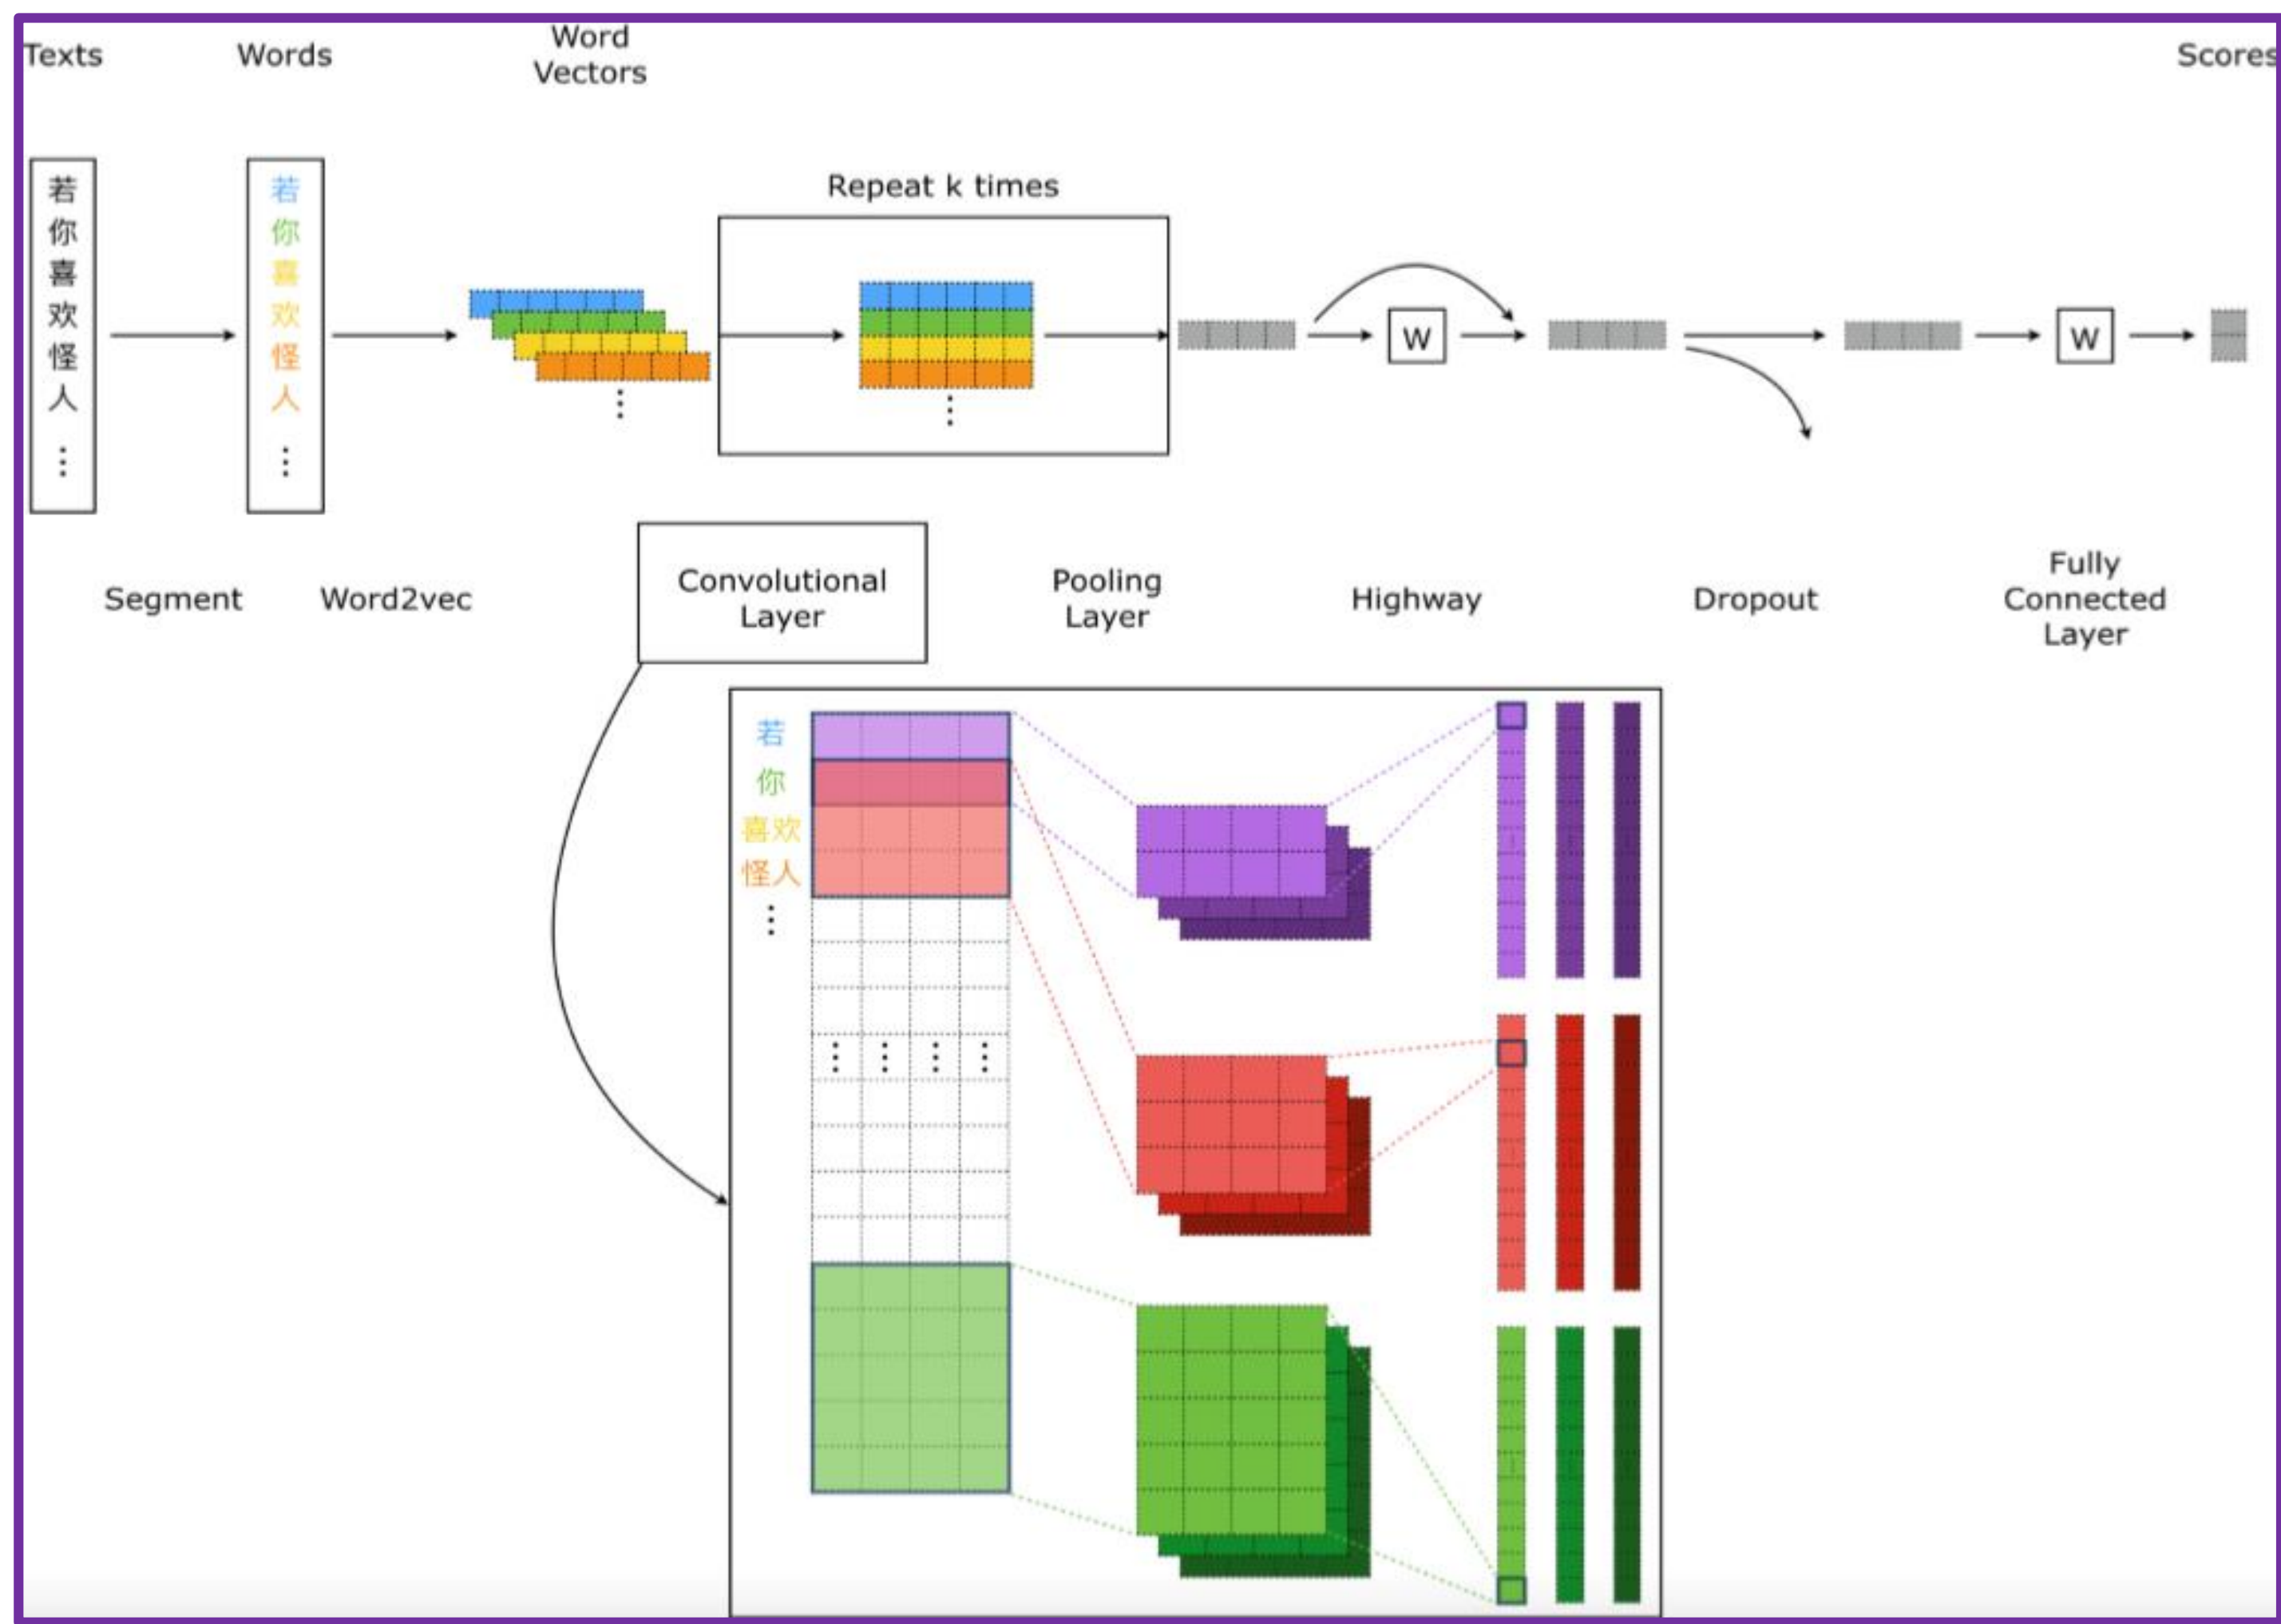 Texts
Words
Word
Vectors
Scores
若
你
喜
欢
怪
人
⋮
若
你
喜
欢
怪
人
⋮
⋮
Repeat k times
⋮
W
W
Segment
Word2vec
Convolutional
Layer
Pooling
Layer
Highway
Dropout
Fully
Connected
Layer
若
你
喜欢
怪人
⋮
⋮ ⋮ ⋮ ⋮